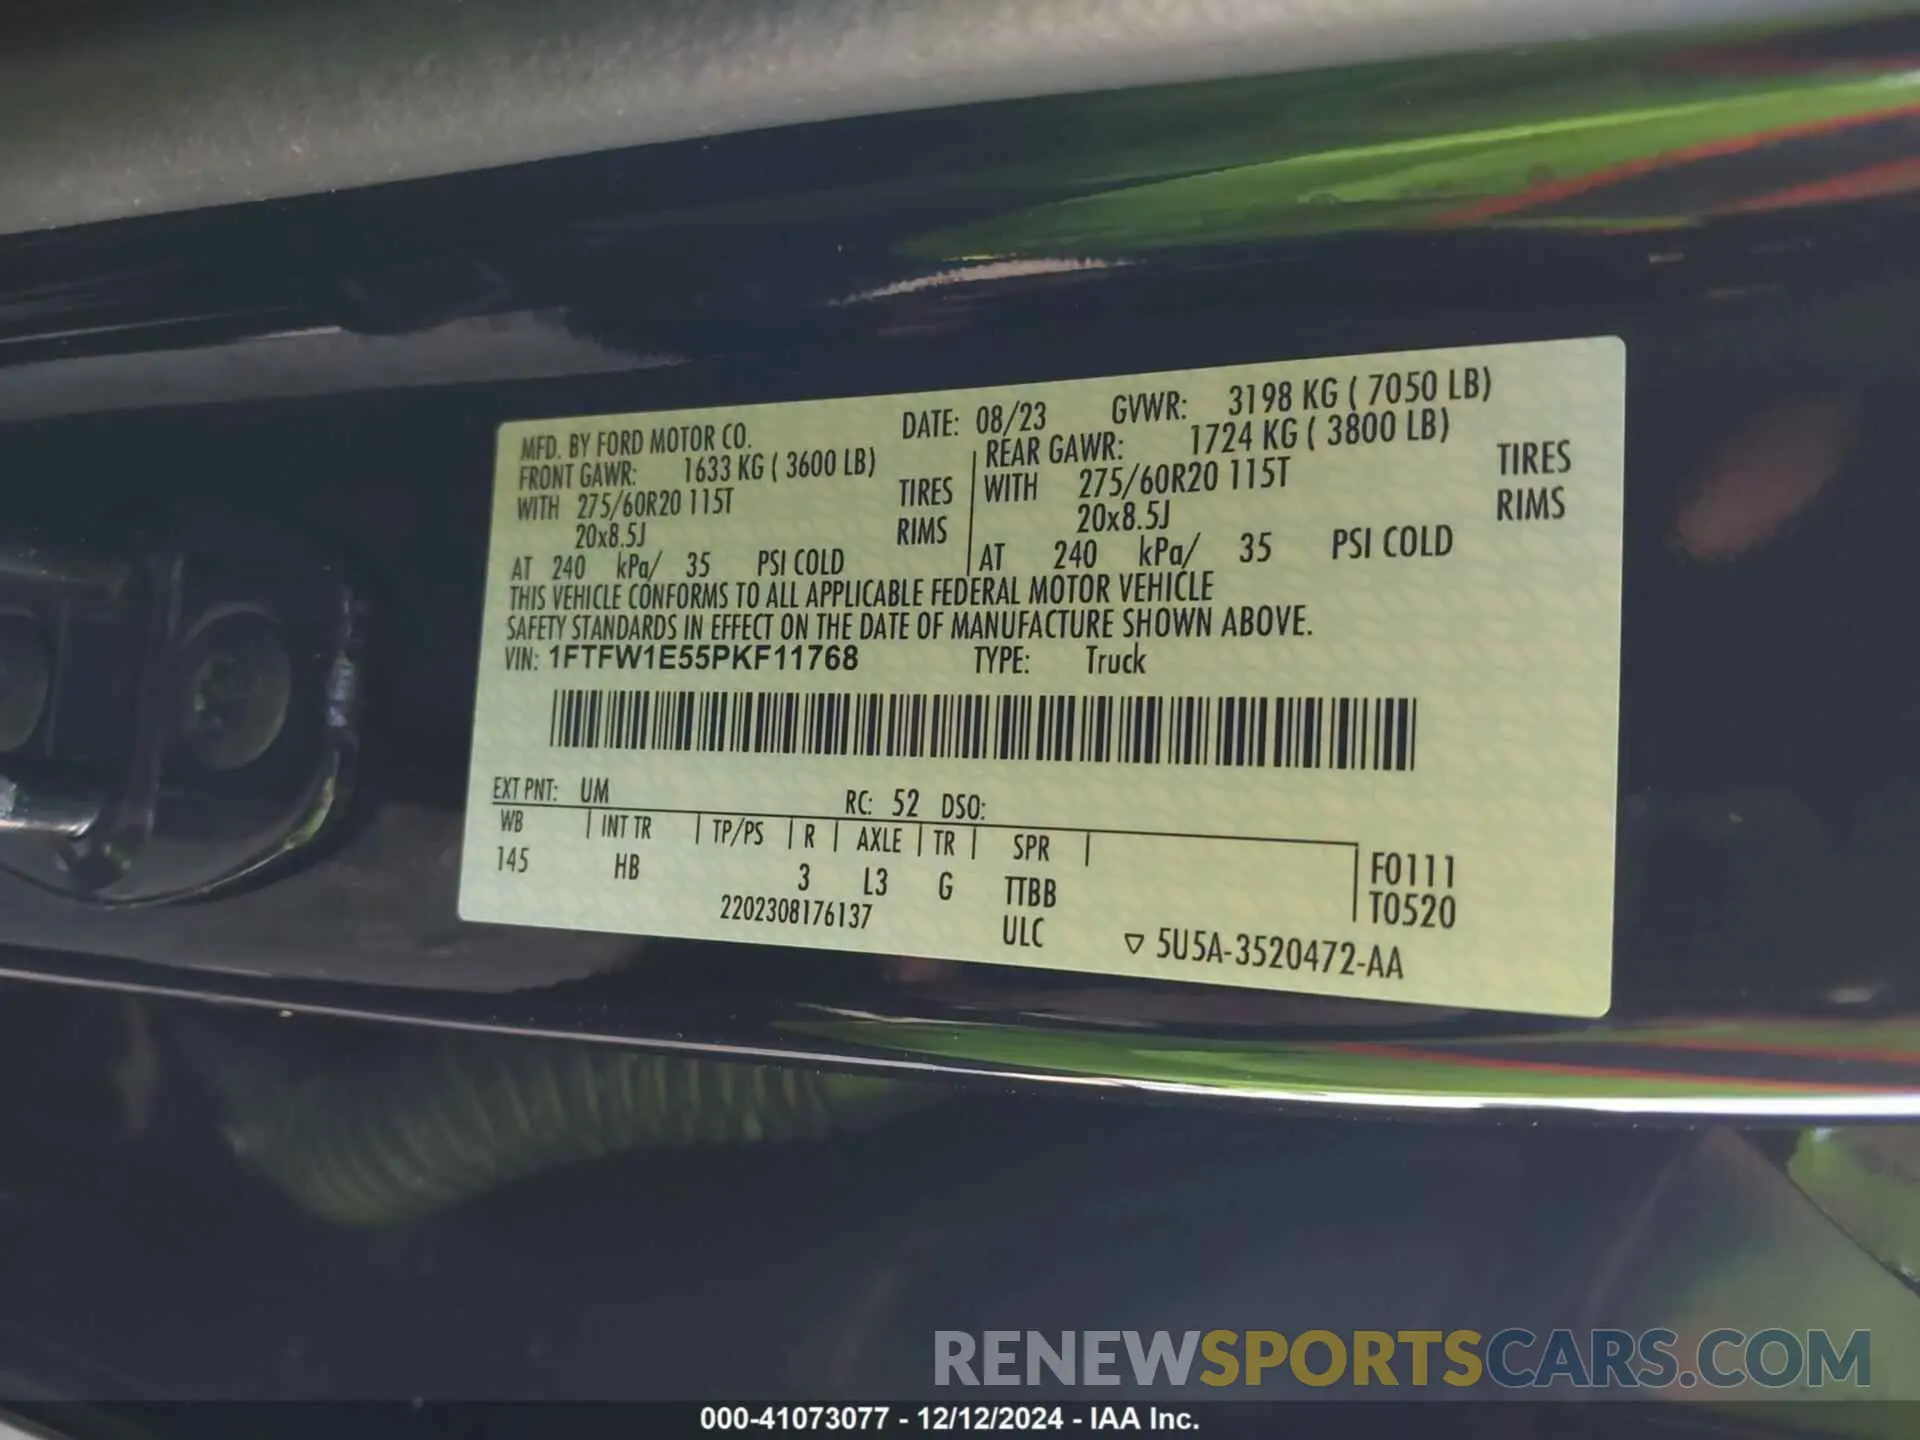 MFD. BY FORD MOTOR CO. DATE: 08/23 GVWR: 3198 KG ( 7050 LB)
FRONT GAWR: 1633 KG ( 3600 LB) REAR GAWR: 1724 KG ( 3800 LB)
WITH 275/60R20 115T TIRES WITH 275/60R20 115T TIRES
20x8.5J RIMS 20x8.5J RIMS
AT 240 kPa/ 35 PSI COLD AT 240 kPa/ 35 PSI COLD
THIS VEHICLE CONFORMS TO ALL APPLICABLE FEDERAL MOTOR VEHICLE
SAFETY STANDARDS IN EFFECT ON THE DATE OF MANUFACTURE SHOWN ABOVE.
VIN: 1FTFW1E55PKF11768 TYPE: Truck
EXT PNT: UM RC: 52 DSO:
WB INT TR TP/PS R AXLE TR SPR
145 HB 3 L3 G TTBB F0111
T0520
2202308176137 ULC ▽ 5U5A-3520472-AA
RENEWSPORTSCARS.COM
000-41073077 - 12/12/2024 - IAA Inc.